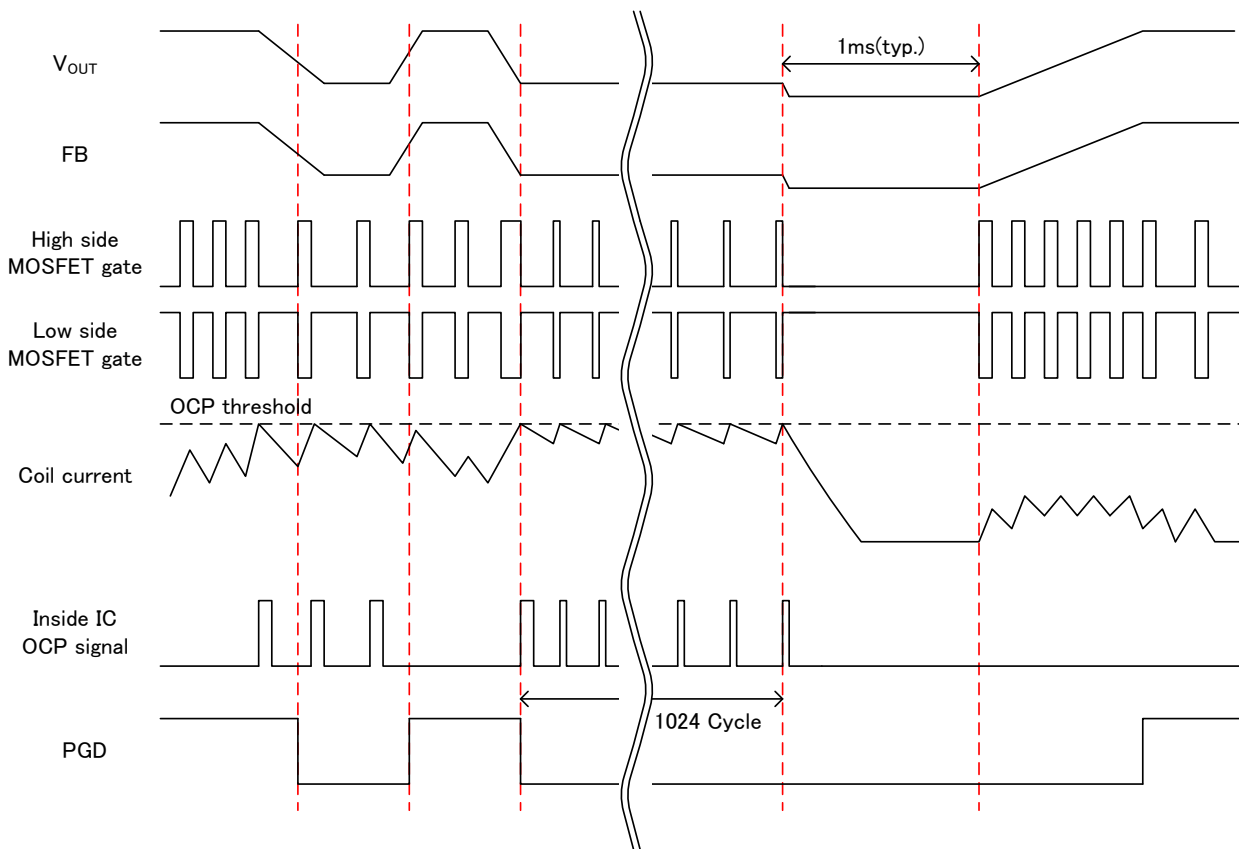 1ms(typ.)
VOUT
FB
High side
MOSFET gate
Low side
MOSFET gate
OCP threshold
Coil current
Inside IC
OCP signal
1024 Cycle
PGD